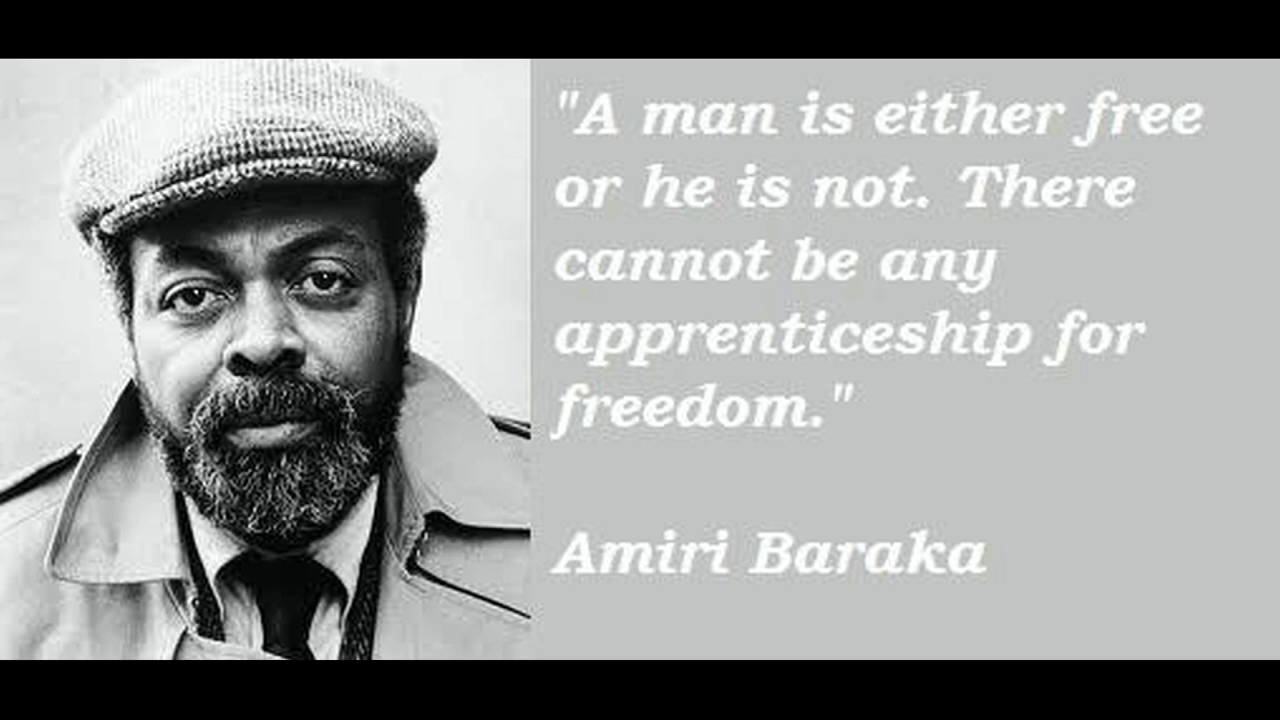 "A man is either free
or he is not. There
cannot be any
apprenticeship for
freedom."
Amiri Baraka